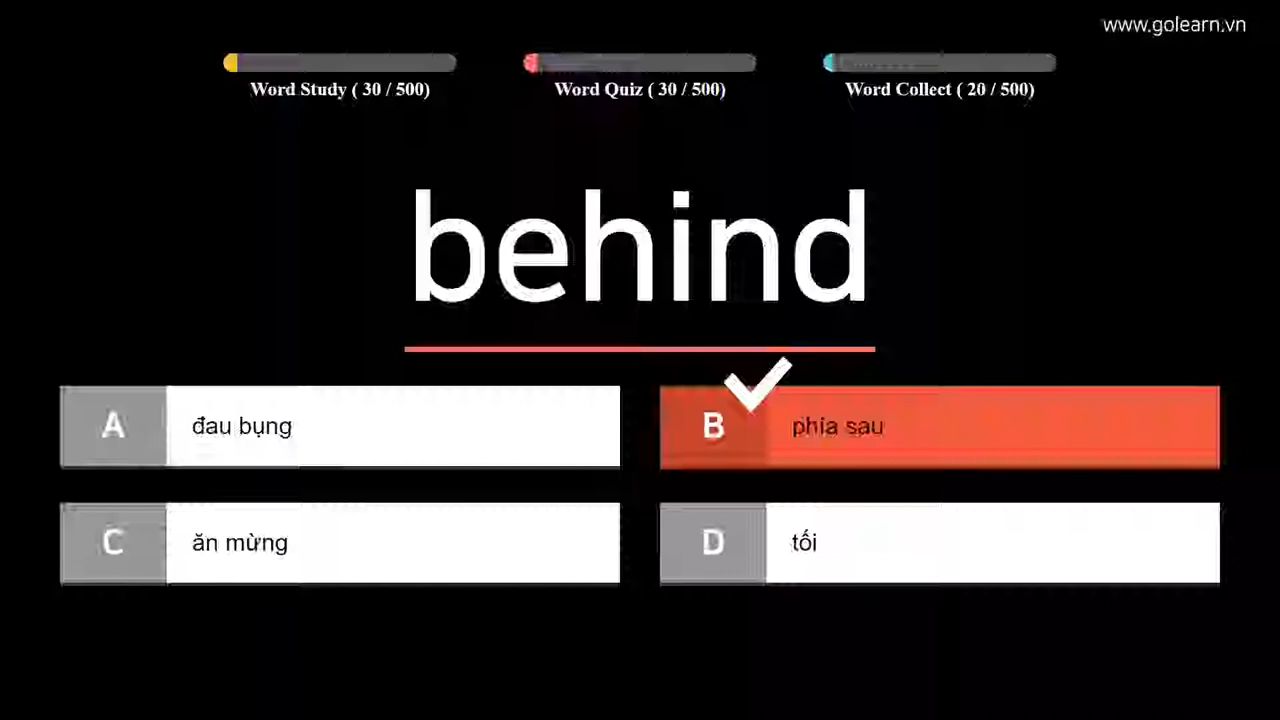 www.golearn.vn
Word Study ( 30 / 500)
Word Quiz ( 30 / 500)
Word Collect ( 20 / 500)
behind
A đau bụng
B phía sau
C ăn mừng
D tối